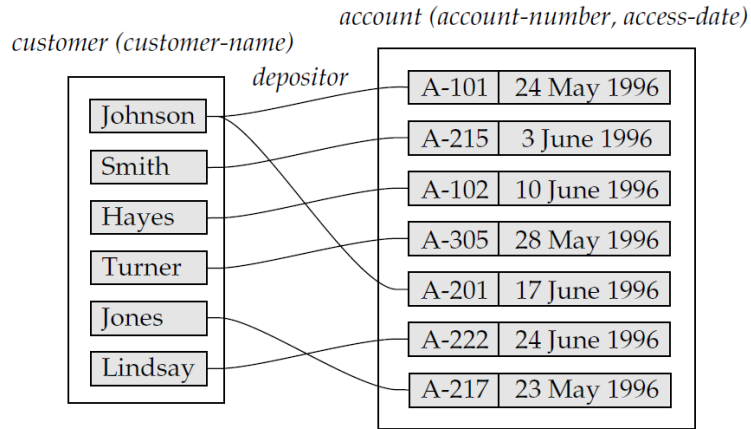 account (account-number, access-date)
customer (customer-name)
depositor
Johnson
Smith
Hayes
Turner
Jones
Lindsay
A-101 24 May 1996
A-215 3 June 1996
A-102 10 June 1996
A-305 28 May 1996
A-201 17 June 1996
A-222 24 June 1996
A-217 23 May 1996